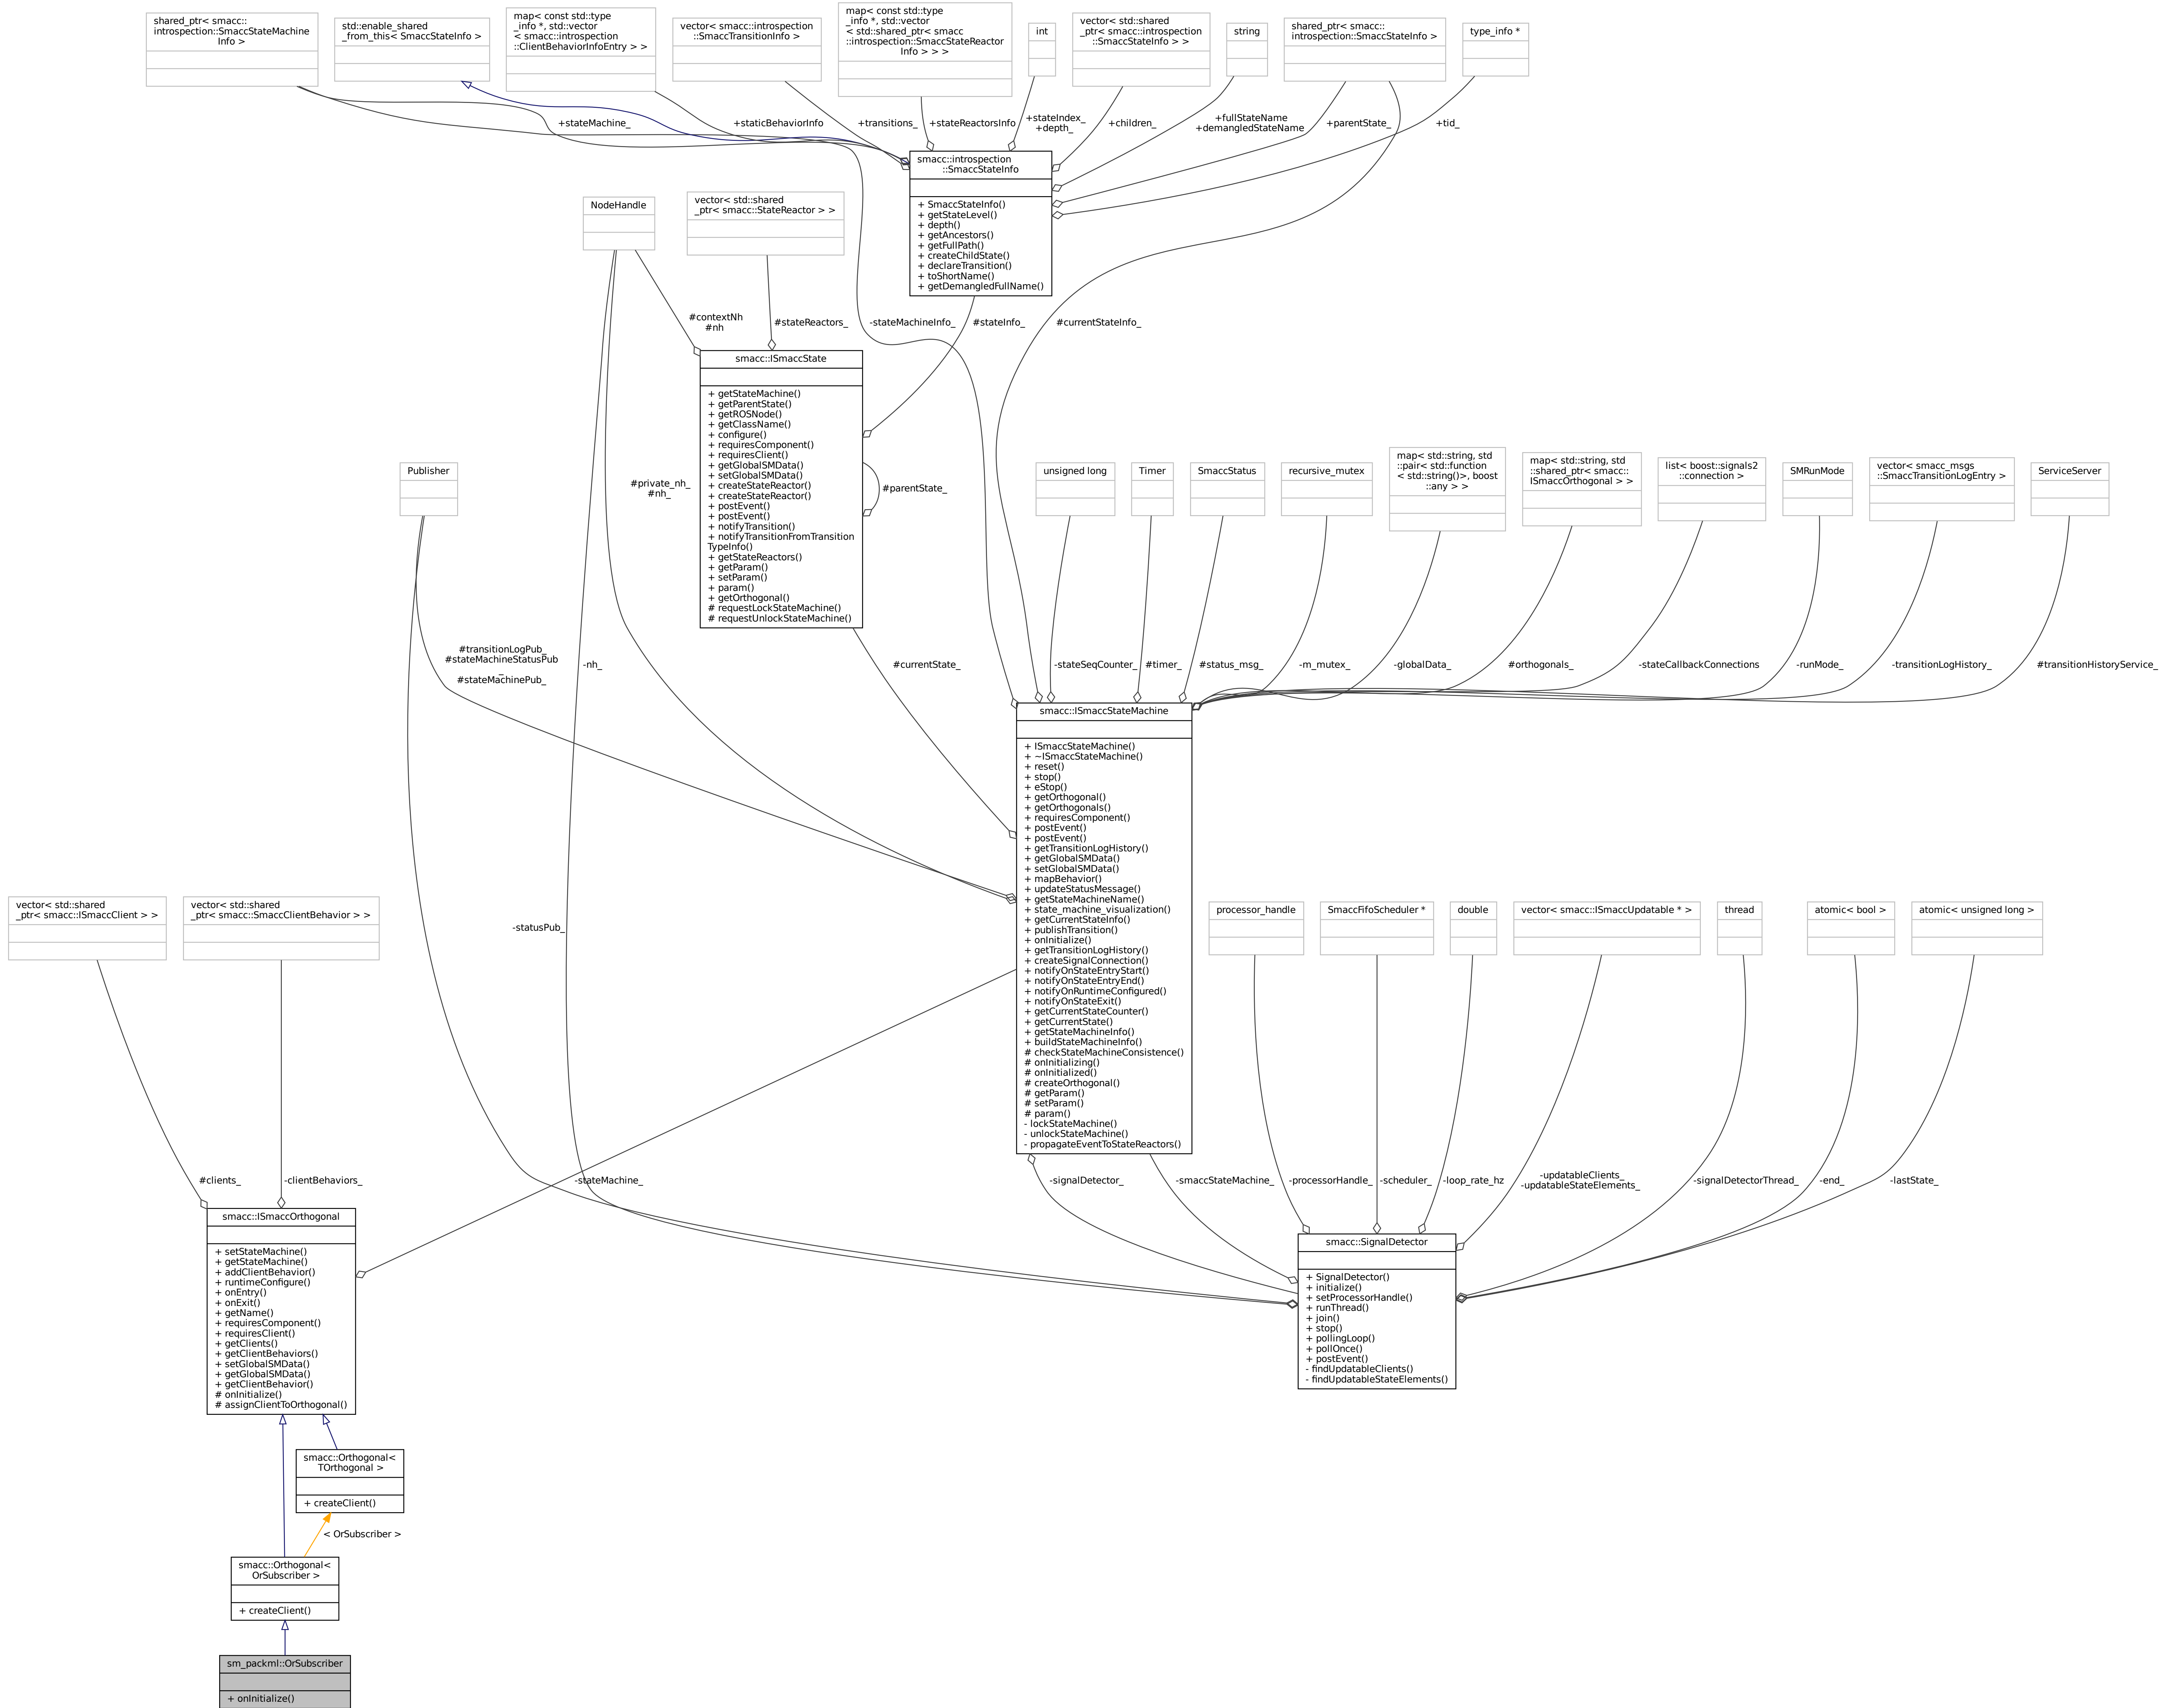 shared_ptr< smacc::
introspection::SmaccStateMachine
Info >
std::enable_shared
_from_this< SmaccStateInfo >
map< const std::type
_info *, std::vector
< smacc::introspection
::ClientBehaviorInfoEntry > >
vector< smacc::introspection
::SmaccTransitionInfo >
map< const std::type
_info *, std::vector
< std::shared_ptr< smacc
::introspection::SmaccStateReactor
Info > > >
int
vector< std::shared
_ptr< smacc::introspection
::SmaccStateInfo > >
string
shared_ptr< smacc::
introspection::SmaccStateInfo >
type_info *
+stateMachine_
+staticBehaviorInfo
+transitions_
+stateReactorsInfo
+stateIndex_
+depth_
+children_
+fullStateName
+demangledStateName
+parentState_
+tid_
smacc::introspection
::SmaccStateInfo
+ SmaccStateInfo()
+ getStateLevel()
+ depth()
+ getAncestors()
+ getFullPath()
+ createChildState()
+ declareTransition()
+ toShortName()
+ getDemangledFullName()
NodeHandle
vector< std::shared
_ptr< smacc::StateReactor > >
#contextNh
#nh
#stateReactors_
-stateMachineInfo_
#stateInfo_
#currentStateInfo_
smacc::ISmaccState
+ getStateMachine()
+ getParentState()
+ getROSNode()
+ getClassName()
+ configure()
+ requiresComponent()
+ requiresClient()
+ getGlobalSMData()
+ setGlobalSMData()
+ createStateReactor()
+ createStateReactor()
+ postEvent()
+ postEvent()
+ notifyTransition()
+ notifyTransitionFromTransition
TypeInfo()
+ getStateReactors()
+ getParam()
+ setParam()
+ param()
+ getOrthogonal()
# requestLockStateMachine()
# requestUnlockStateMachine()
#parentState_
#private_nh_
#nh_
Publisher
unsigned long
Timer
SmaccStatus
recursive_mutex
map< std::string, std
::pair< std::function
< std::string()>, boost
::any > >
map< std::string, std
::shared_ptr< smacc::
ISmaccOrthogonal > >
list< boost::signals2
::connection >
SMRunMode
vector< smacc_msgs
::SmaccTransitionLogEntry >
ServiceServer
#transitionLogPub_
#stateMachineStatusPub
_
#stateMachinePub_
-nh_
#currentState_
-stateSeqCounter_
#timer_
#status_msg_
-m_mutex_
-globalData_
#orthogonals_
-stateCallbackConnections
-runMode_
-transitionLogHistory_
#transitionHistoryService_
smacc::ISmaccStateMachine
+ ISmaccStateMachine()
+ ~ISmaccStateMachine()
+ reset()
+ stop()
+ eStop()
+ getOrthogonal()
+ getOrthogonals()
+ requiresComponent()
+ postEvent()
+ postEvent()
+ getTransitionLogHistory()
+ getGlobalSMData()
+ setGlobalSMData()
+ mapBehavior()
+ updateStatusMessage()
+ getStateMachineName()
+ state_machine_visualization()
+ getCurrentStateInfo()
+ publishTransition()
+ onInitialize()
+ getTransitionLogHistory()
+ createSignalConnection()
+ notifyOnStateEntryStart()
+ notifyOnStateEntryEnd()
+ notifyOnRuntimeConfigured()
+ notifyOnStateExit()
+ getCurrentStateCounter()
+ getCurrentState()
+ getStateMachineInfo()
+ buildStateMachineInfo()
# checkStateMachineConsistence()
# onInitializing()
# onInitialized()
# createOrthogonal()
# getParam()
# setParam()
# param()
- lockStateMachine()
- unlockStateMachine()
- propagateEventToStateReactors()
vector< std::shared
_ptr< smacc::ISmaccClient > >
vector< std::shared
_ptr< smacc::SmaccClientBehavior > >
-statusPub_
processor_handle
SmaccFifoScheduler *
double
vector< smacc::ISmaccUpdatable * >
thread
atomic< bool >
atomic< unsigned long >
#clients_
-clientBehaviors_
-stateMachine_
-signalDetector_
-smaccStateMachine_
-processorHandle_
-scheduler_
-loop_rate_hz
-updatableClients_
-updatableStateElements_
-signalDetectorThread_
-end_
-lastState_
smacc::ISmaccOrthogonal
+ setStateMachine()
+ getStateMachine()
+ addClientBehavior()
+ runtimeConfigure()
+ onEntry()
+ onExit()
+ getName()
+ requiresComponent()
+ requiresClient()
+ getClients()
+ getClientBehaviors()
+ setGlobalSMData()
+ getGlobalSMData()
+ getClientBehavior()
# onInitialize()
# assignClientToOrthogonal()
smacc::SignalDetector
+ SignalDetector()
+ initialize()
+ setProcessorHandle()
+ runThread()
+ join()
+ stop()
+ pollingLoop()
+ pollOnce()
+ postEvent()
- findUpdatableClients()
- findUpdatableStateElements()
smacc::Orthogonal<
TOrthogonal >
+ createClient()
< OrSubscriber >
smacc::Orthogonal<
OrSubscriber >
+ createClient()
sm_packml::OrSubscriber
+ onInitialize()